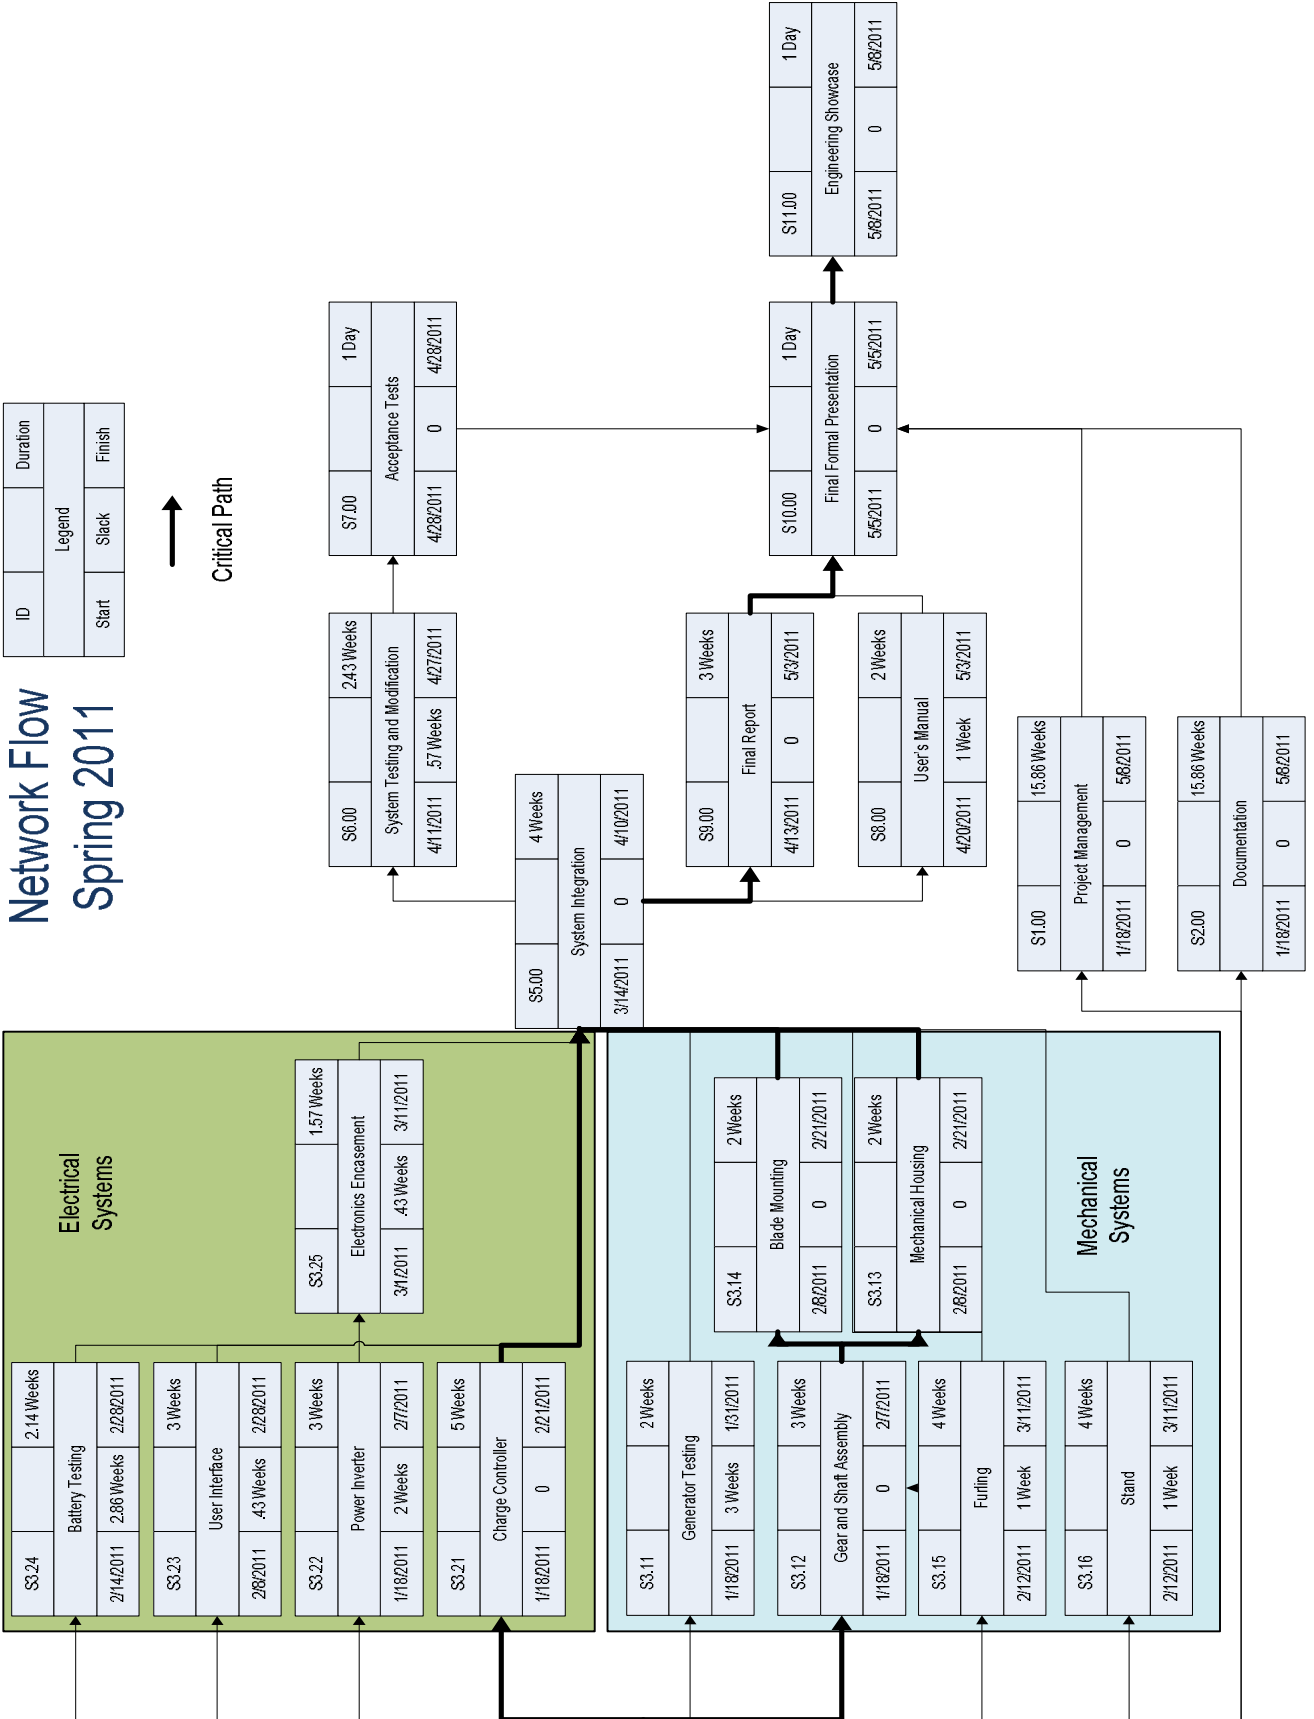 Network Flow
Spring 2011
ID
Duration
Legend
Start
Slack
Finish
Critical Path
Electrical
Systems
S3.24
2.14 Weeks
Battery Testing
2/14/2011
2.86 Weeks
2/28/2011
S3.23
3 Weeks
User Interface
2/8/2011
.43 Weeks
2/28/2011
S3.22
3 Weeks
Power Inverter
1/18/2011
2 Weeks
2/7/2011
S3.21
5 Weeks
Charge Controller
1/18/2011
0
2/21/2011
S3.25
1.57 Weeks
Electronics Encasement
3/1/2011
.43 Weeks
3/11/2011
Mechanical
Systems
S3.11
2 Weeks
Generator Testing
1/18/2011
3 Weeks
1/31/2011
S3.12
3 Weeks
Gear and Shaft Assembly
1/18/2011
0
2/7/2011
S3.15
4 Weeks
Furling
2/12/2011
1 Week
3/11/2011
S3.16
4 Weeks
Stand
2/12/2011
1 Week
3/11/2011
S3.14
2 Weeks
Blade Mounting
2/8/2011
0
2/21/2011
S3.13
2 Weeks
Mechanical Housing
2/8/2011
0
2/21/2011
S5.00
4 Weeks
System Integration
3/14/2011
0
4/10/2011
S6.00
2.43 Weeks
System Testing and Modification
4/11/2011
.57 Weeks
4/27/2011
S7.00
1 Day
Acceptance Tests
4/28/2011
0
4/28/2011
S9.00
3 Weeks
Final Report
4/13/2011
0
5/3/2011
S8.00
2 Weeks
User's Manual
4/20/2011
1 Week
5/3/2011
S1.00
15.86 Weeks
Project Management
1/18/2011
0
5/8/2011
S2.00
15.86 Weeks
Documentation
1/18/2011
0
5/8/2011
S10.00
1 Day
Final Formal Presentation
5/5/2011
0
5/5/2011
S11.00
1 Day
Engineering Showcase
5/8/2011
0
5/8/2011